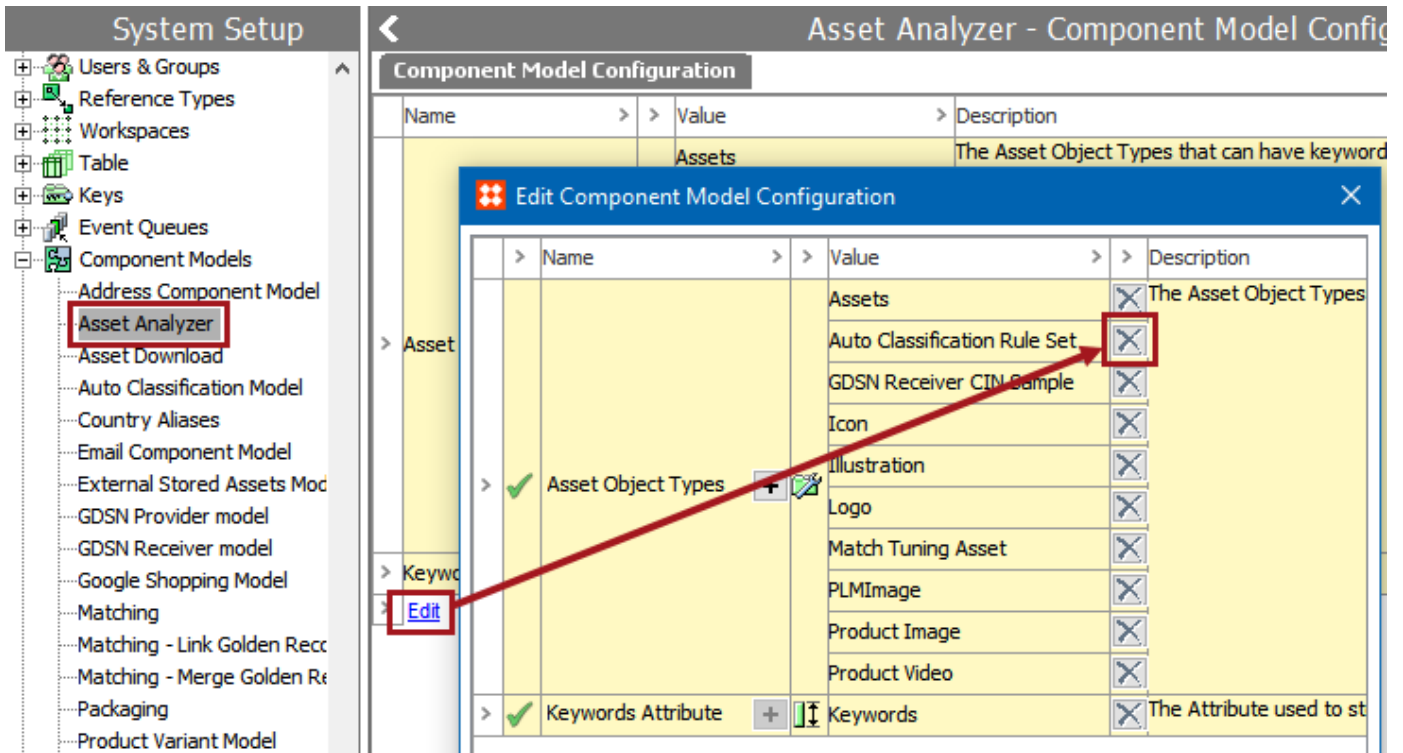 System Setup
Users & Groups
Reference Types
Workspaces
Table
Keys
Event Queues
Component Models
Address Component Model
Asset Analyzer
Asset Download
Auto Classification Model
Country Aliases
Email Component Model
External Stored Assets Mod
GDSN Provider model
GDSN Receiver model
Google Shopping Model
Matching
Matching - Link Golden Reco
Matching - Merge Golden Re
Packaging
Product Variant Model
Asset Analyzer - Component Model Config
Component Model Configuration
Name > > Value > Description
Assets The Asset Object Types that can have keyword
> Asset
> Keywo
> Edit
Edit Component Model Configuration
> Name > > Value > > Description
Assets The Asset Object Types
Auto Classification Rule Set
GDSN Receiver CIN Sample
Icon
Illustration
> Asset Object Types +
Logo
Match Tuning Asset
PLMImage
Product Image
Product Video
> Keywords Attribute + Keywords The Attribute used to st